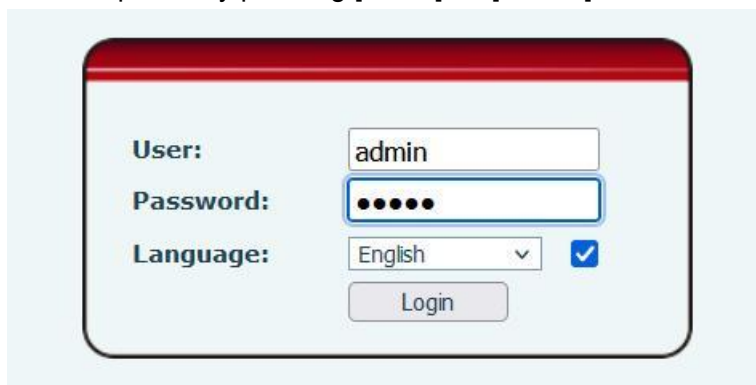 User: admin
Password: •••••
Language: English
Login